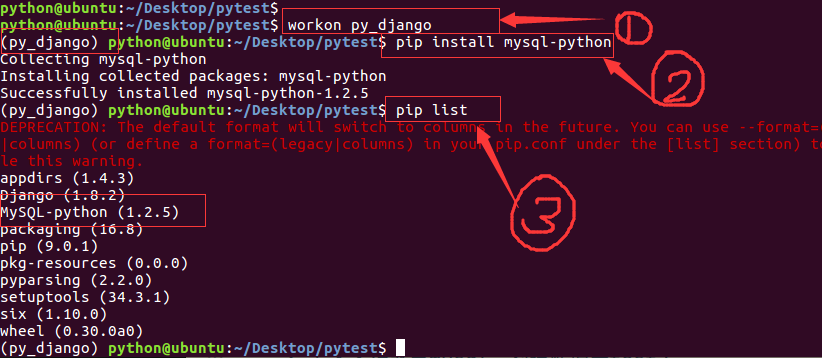 python@ubuntu:~/Desktop/pytest$
python@ubuntu:~/Desktop/pytest$ workon py_django
(py_django) python@ubuntu:~/Desktop/pytest$ pip install mysql-python
Collecting mysql-python
Installing collected packages: mysql-python
Successfully installed mysql-python-1.2.5
(py_django) python@ubuntu:~/Desktop/pytest$ pip list
DEPRECATION: The default format will switch to columns in the future. You can use --format=(
|columns) (or define a format=(legacy|columns) in your pip.conf under the [list] section) to
le this warning.
appdirs (1.4.3)
Django (1.8.2)
MySQL-python (1.2.5)
packaging (16.8)
pip (9.0.1)
pkg-resources (0.0.0)
pyparsing (2.2.0)
setuptools (34.3.1)
six (1.10.0)
wheel (0.30.0a0)
(py_django) python@ubuntu:~/Desktop/pytest$
1
2
3